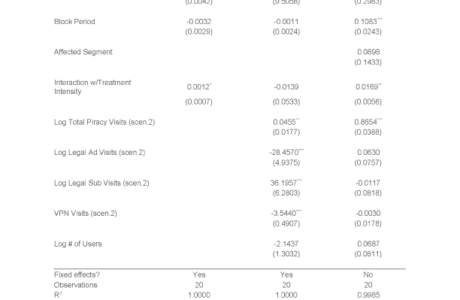 (0.0042) (9.5058) (0.2963)
Block Period -0.0032 -0.0011 0.1083***
(0.0029) (0.0024) (0.0243)
Affected Segment 0.0898
(0.1433)
Interaction w/Treatment
Intensity 0.0012* -0.0139 0.0169**
(0.0007) (0.0533) (0.0056)
Log Total Piracy Visits (scen.2) 0.0455** 0.8654***
(0.0177) (0.0388)
Log Legal Ad Visits (scen.2) -28.4570*** 0.0630
(4.9375) (0.0757)
Log Legal Sub Visits (scen.2) 36.1957*** -0.0117
(6.2803) (0.0818)
VPN Visits (scen.2) -3.5440*** -0.0030
(0.4907) (0.0178)
Log # of Users -2.1437 0.0687
(1.3032) (0.0811)
Fixed effects? Yes Yes No
Observations 20 20 20
R² 1.0000 1.0000 0.9985